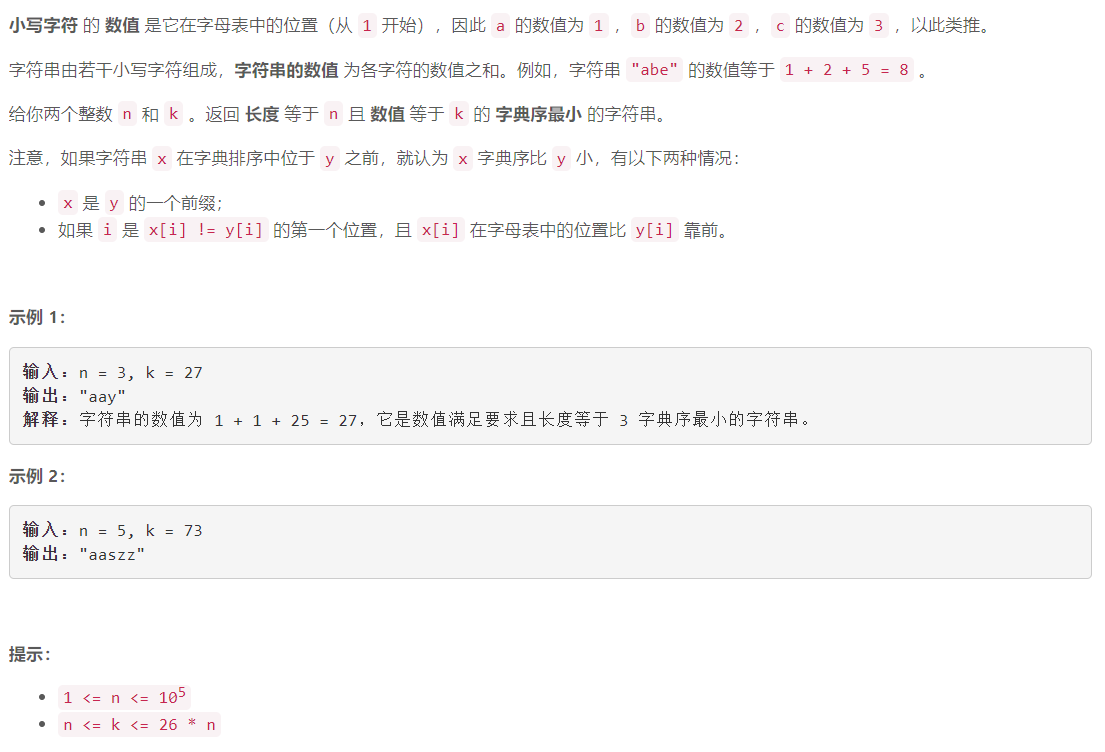 小写字符 的 数值 是它在字母表中的位置（从 1 开始），因此 a 的数值为 1 ，b 的数值为 2 ，c 的数值为 3 ，以此类推。
字符串由若干小写字符组成，字符串的数值 为各字符的数值之和。例如，字符串 "abe" 的数值等于 1 + 2 + 5 = 8 。
给你两个整数 n 和 k 。返回 长度 等于 n 且 数值 等于 k 的 字典序最小 的字符串。
注意，如果字符串 x 在字典排序中位于 y 之前，就认为 x 字典序比 y 小，有以下两种情况：
• x 是 y 的一个前缀；
• 如果 i 是 x[i] != y[i] 的第一个位置，且 x[i] 在字母表中的位置比 y[i] 靠前。
示例 1：
输入：n = 3, k = 27
输出："aay"
解释：字符串的数值为 1 + 1 + 25 = 27，它是数值满足要求且长度等于 3 字典序最小的字符串。
示例 2：
输入：n = 5, k = 73
输出："aaszz"
提示：
• 1 <= n <= 10⁵
• n <= k <= 26 * n